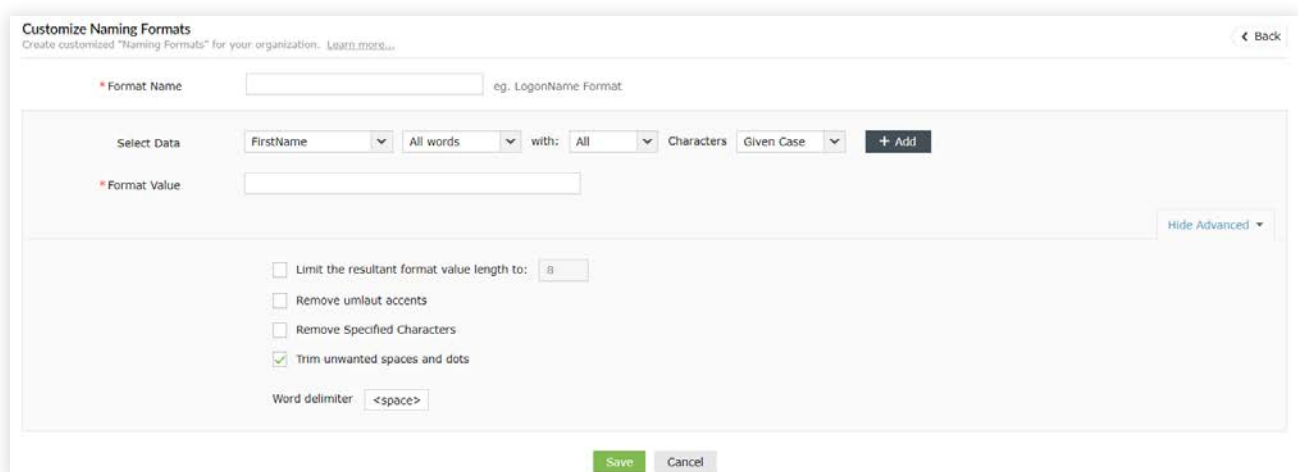 Customize Naming Formats
Create customized "Naming Formats" for your organization. Learn more...
Back
* Format Name eg. LogonName Format
Select Data FirstName All words with: All Characters Given Case + Add
* Format Value
Hide Advanced
Limit the resultant format value length to: 8
Remove umlaut accents
Remove Specified Characters
Trim unwanted spaces and dots
Word delimiter <space>
Save Cancel